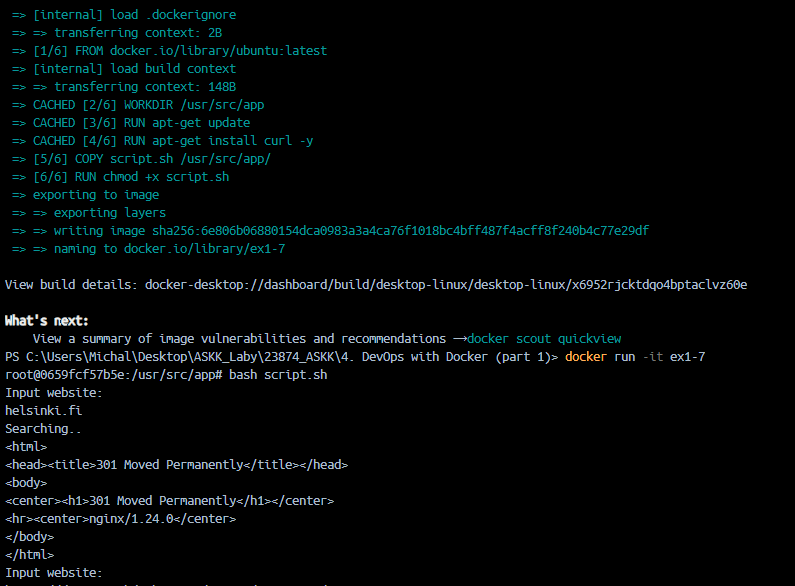 => [internal] load .dockerignore
=> => transferring context: 2B
=> [1/6] FROM docker.io/library/ubuntu:latest
=> [internal] load build context
=> => transferring context: 148B
=> CACHED [2/6] WORKDIR /usr/src/app
=> CACHED [3/6] RUN apt-get update
=> CACHED [4/6] RUN apt-get install curl -y
=> [5/6] COPY script.sh /usr/src/app/
=> [6/6] RUN chmod +x script.sh
=> exporting to image
=> => exporting layers
=> => writing image sha256:6e806b06880154dca0983a3a4ca76f1018bc4bff487f4acff8f240b4c77e29df
=> => naming to docker.io/library/ex1-7
View build details: docker-desktop://dashboard/build/desktop-linux/desktop-linux/x6952rjcktdqo4bptaclvz60e
What's next:
View a summary of image vulnerabilities and recommendations → docker scout quickview
PS C:\Users\Michal\Desktop\ASKK_Laby\23874_ASKK\4. DevOps with Docker (part 1)> docker run -it ex1-7
root@0659fcf57b5e:/usr/src/app# bash script.sh
Input website:
helsinki.fi
Searching..
<html>
<head><title>301 Moved Permanently</title></head>
<body>
<center><h1>301 Moved Permanently</h1></center>
<hr><center>nginx/1.24.0</center>
</body>
</html>
Input website: